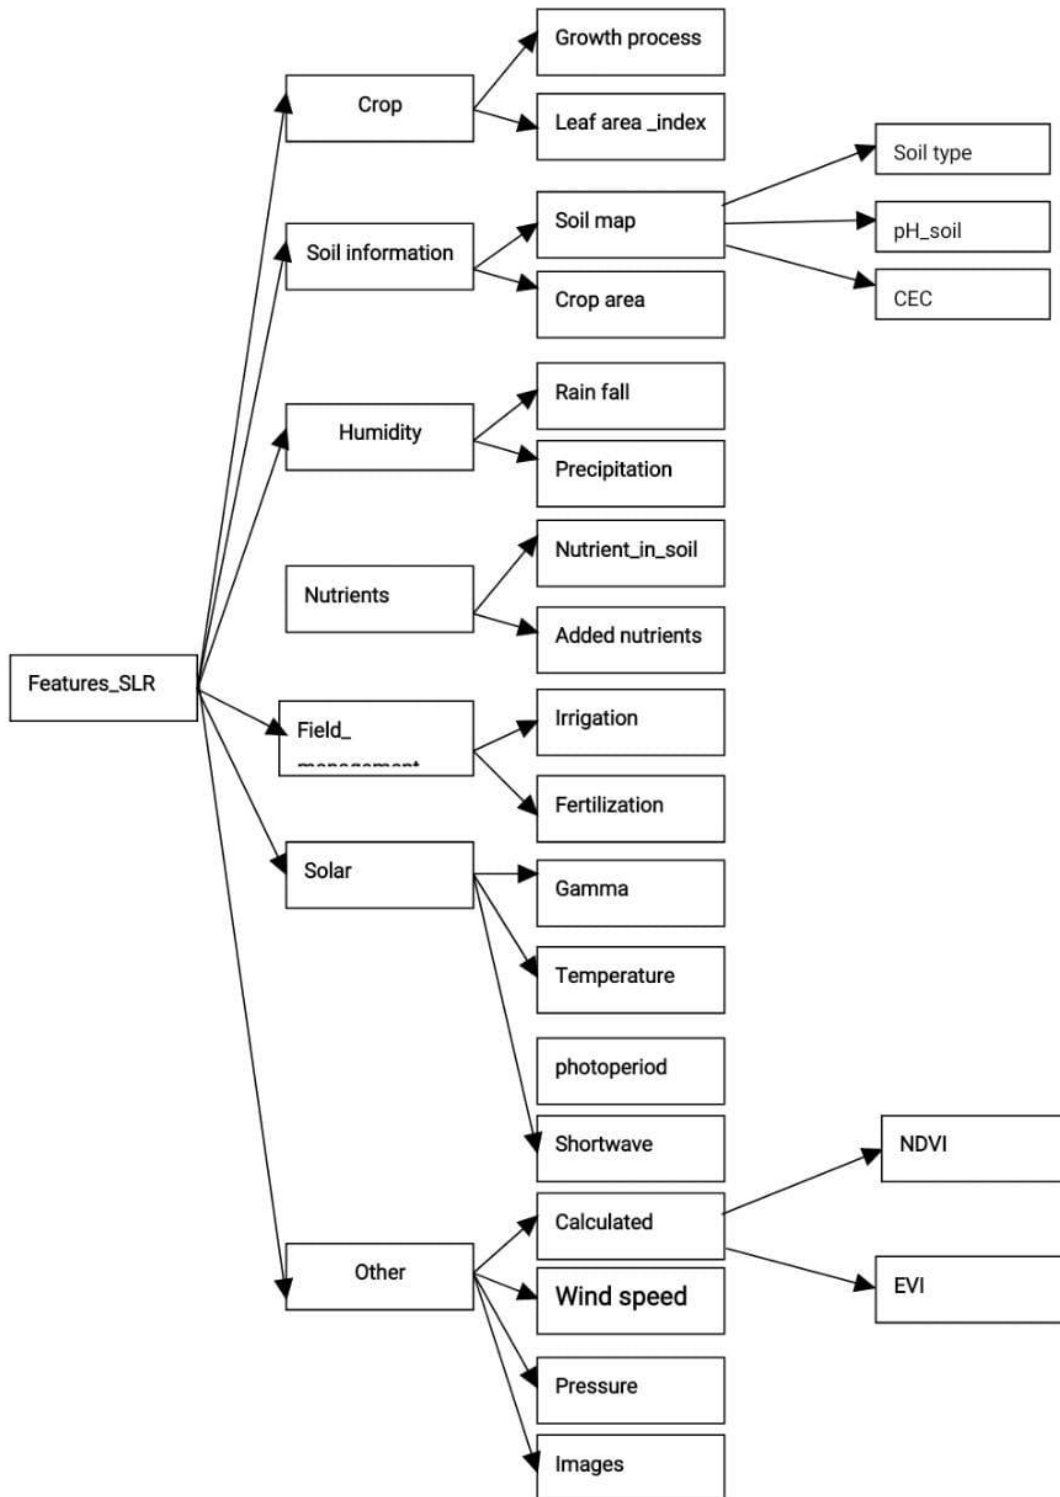 Growth process
Crop
Leaf area _index
Soil type
Soil map
pH_soil
Soil information
CEC
Crop area
Rain fall
Humidity
Precipitation
Nutrient_in_soil
Nutrients
Added nutrients
Features_SLR
Irrigation
Field_
management
Fertilization
Solar
Gamma
Temperature
photoperiod
Shortwave
NDVI
Calculated
Other
EVI
Wind speed
Pressure
Images